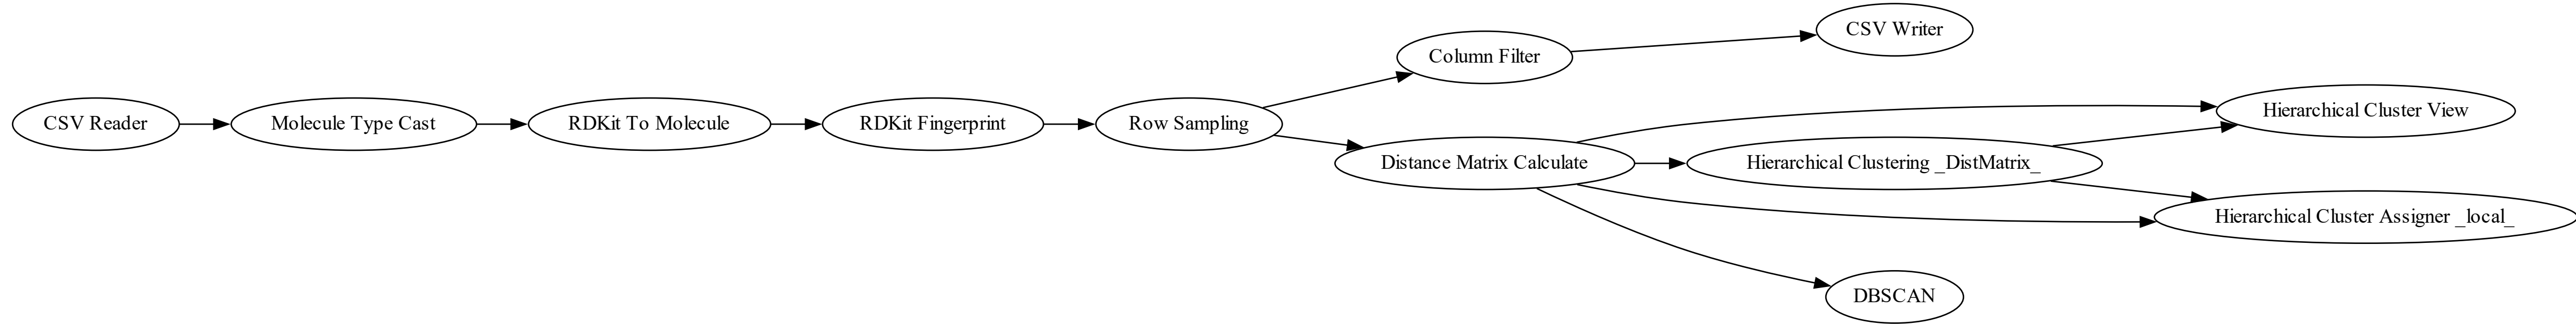 CSV Reader
Molecule Type Cast
RDKit To Molecule
RDKit Fingerprint
Row Sampling
Column Filter
CSV Writer
Distance Matrix Calculate
Hierarchical Clustering _DistMatrix_
Hierarchical Cluster View
Hierarchical Cluster Assigner _local_
DBSCAN